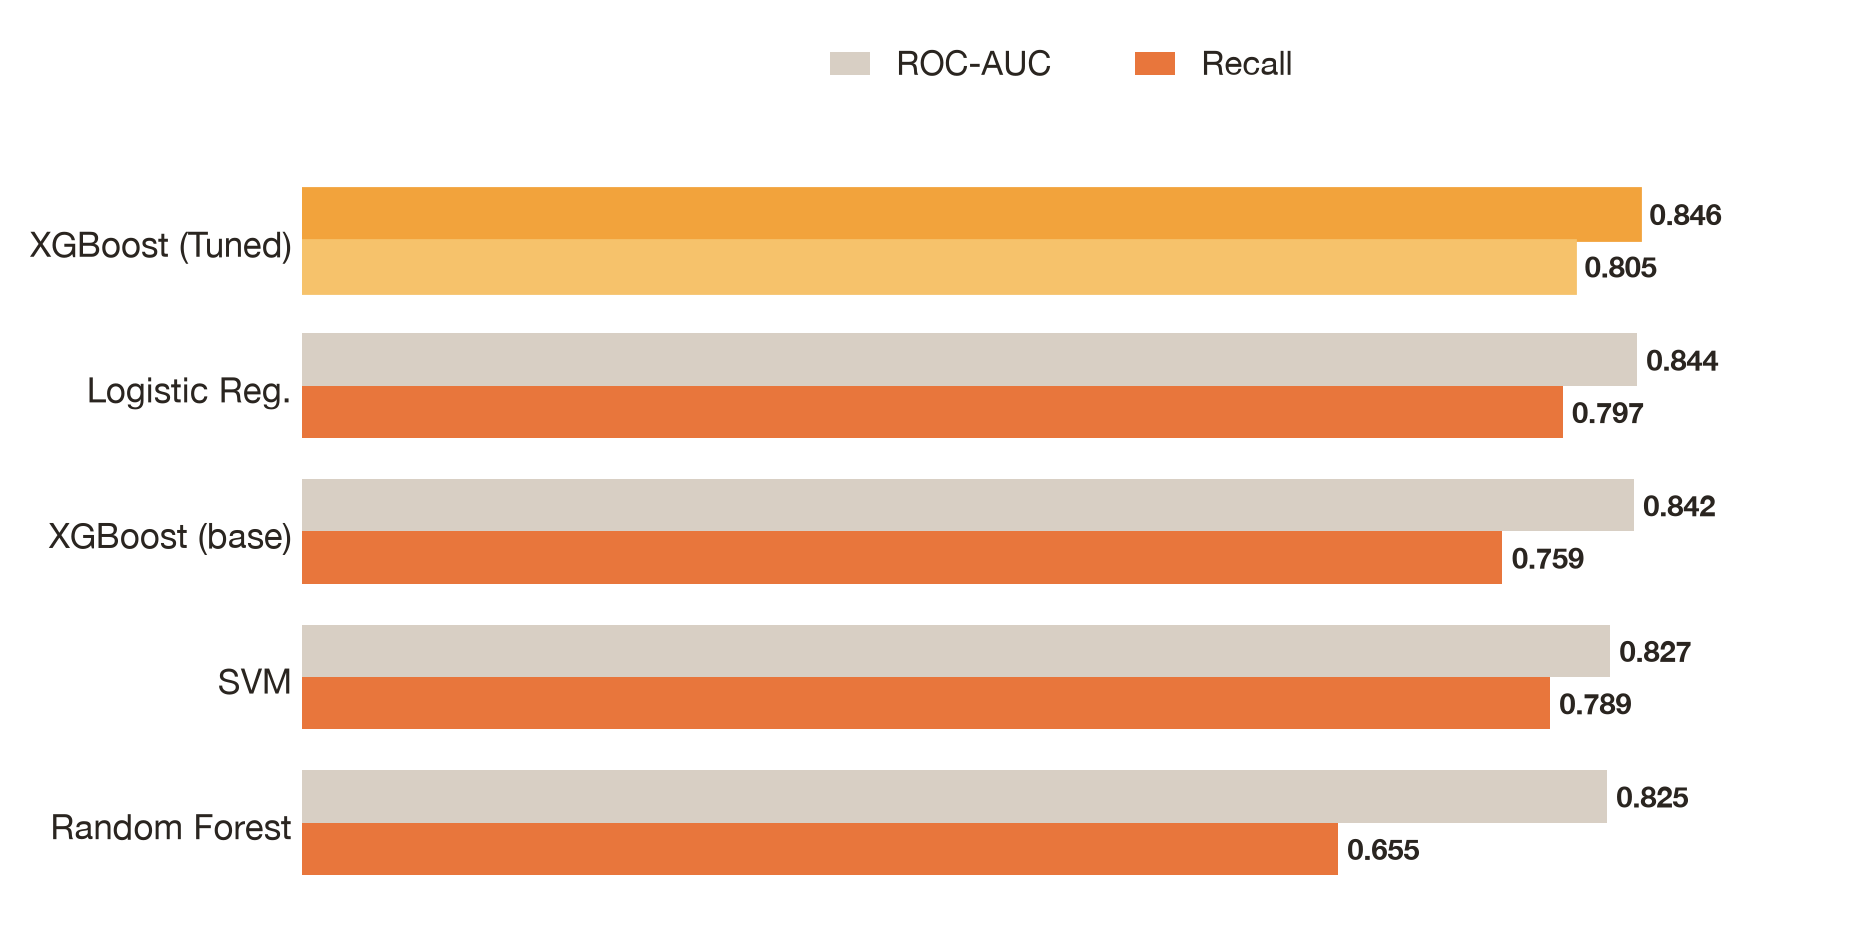 ROC-AUC Recall
XGBoost (Tuned)
0.846
0.805
Logistic Reg.
0.844
0.797
XGBoost (base)
0.842
0.759
SVM
0.827
0.789
Random Forest
0.825
0.655